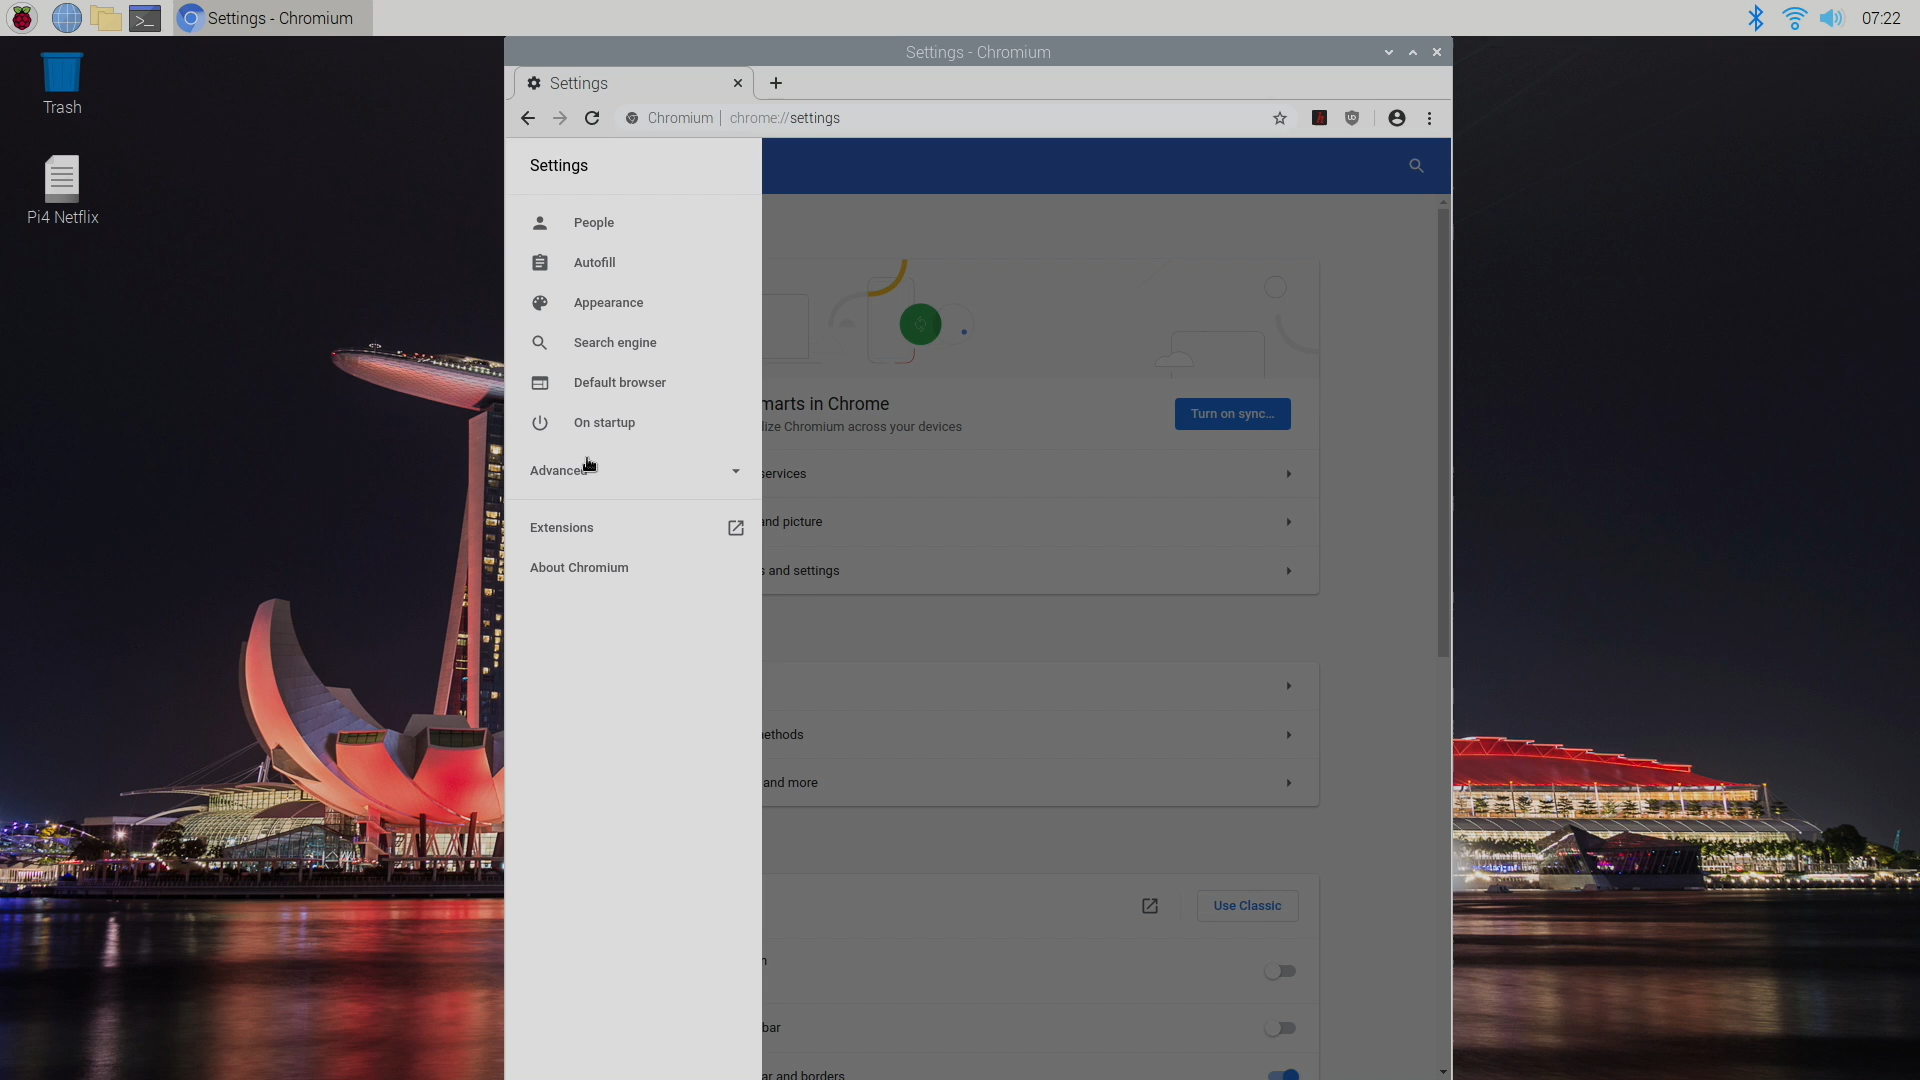 Settings - Chromium
07:22
Trash
Pi4 Netflix
Settings - Chromium
Settings
Chromium
chrome://settings
Settings
People
Autofill
Appearance
Search engine
Default browser
On startup
Advanced
Extensions
About Chromium
marts in Chrome
lize Chromium across your devices
Turn on sync...
services
and picture
s and settings
ethods
and more
Use Classic
bar
ar and borders